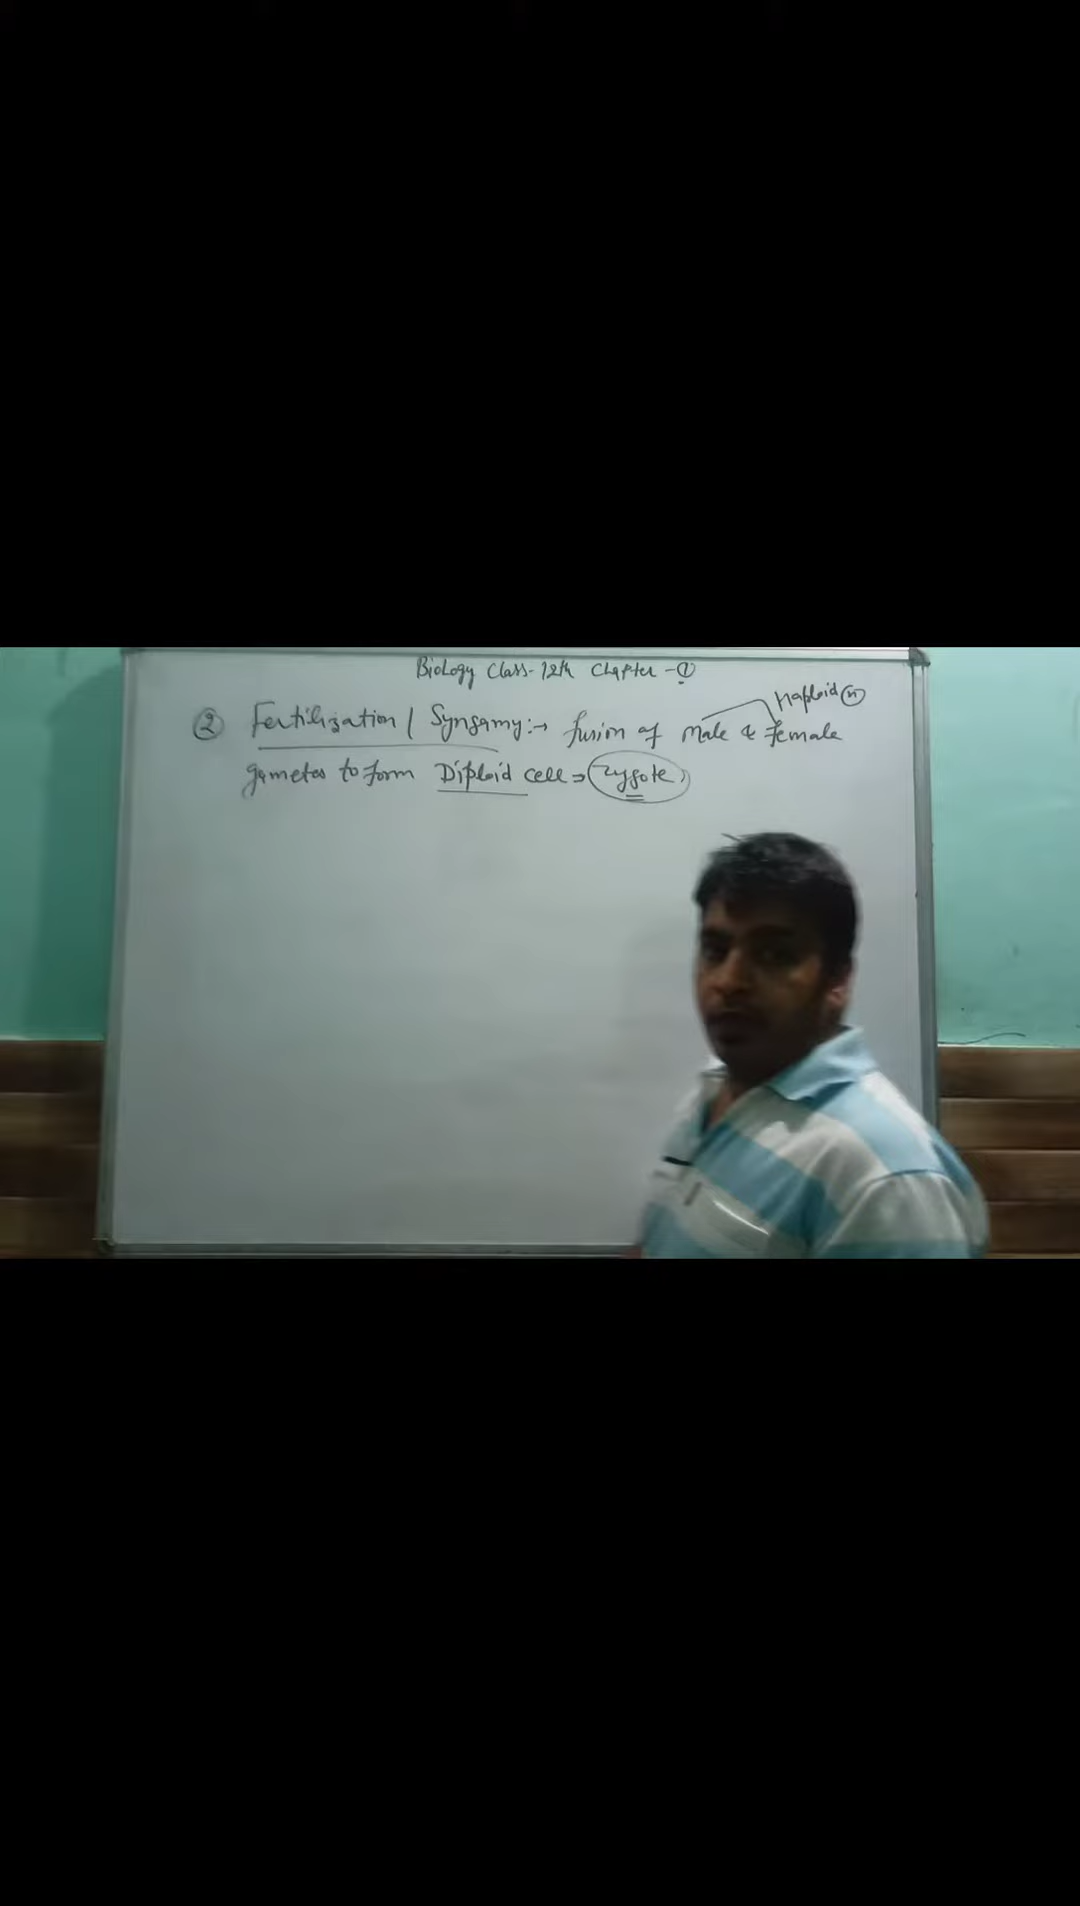 Biology Class-12th Chapter-①
Haploid ⓝ
② Fertilization / Syngamy:→ fusion of Male & Female
gametes to form Diploid cell ⇒ Zygote